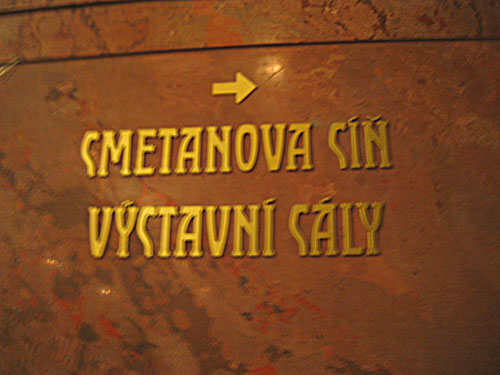 SMETANOVA SÍŇ
VÝSTAVNÍ SÁLY